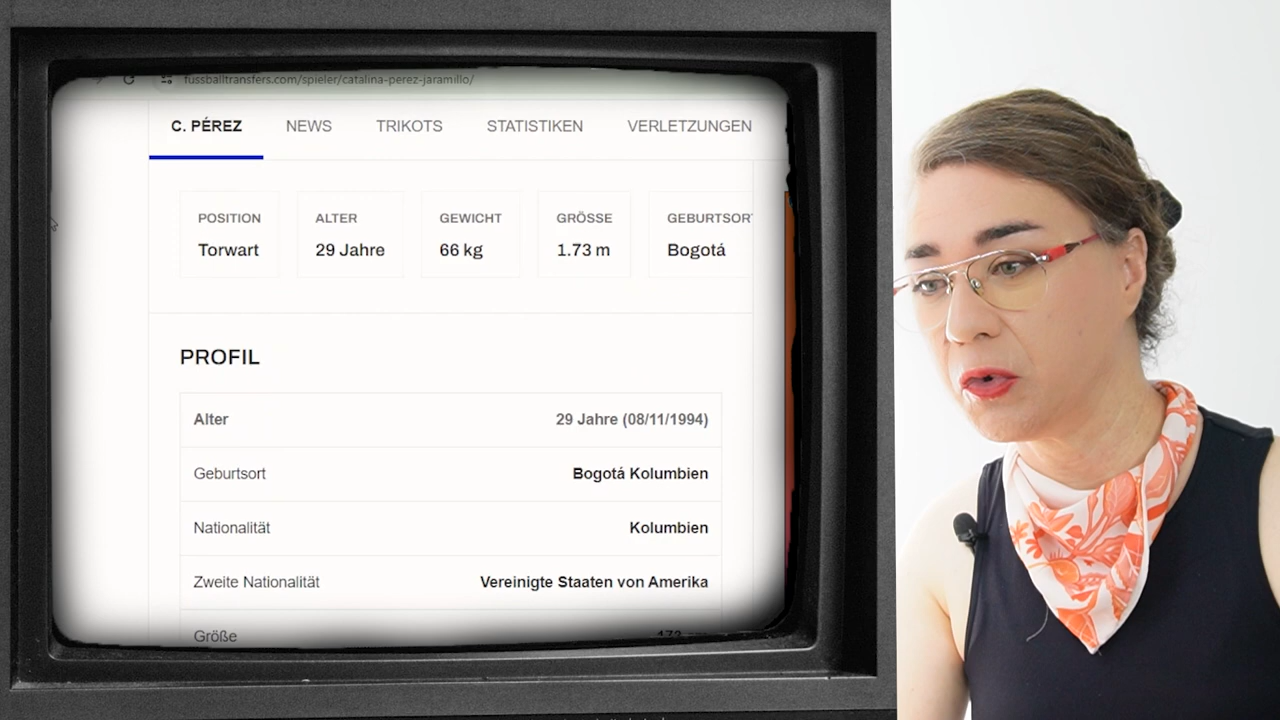 fussballtransfers.com/spieler/catalina-perez-jaramillo/
C. PÉREZ NEWS TRIKOTS STATISTIKEN VERLETZUNGEN
POSITION ALTER GEWICHT GRÖSSE GEBURTSORT
Torwart 29 Jahre 66 kg 1.73 m Bogotá
PROFIL
Alter 29 Jahre (08/11/1994)
Geburtsort Bogotá Kolumbien
Nationalität Kolumbien
Zweite Nationalität Vereinigte Staaten von Amerika
Größe